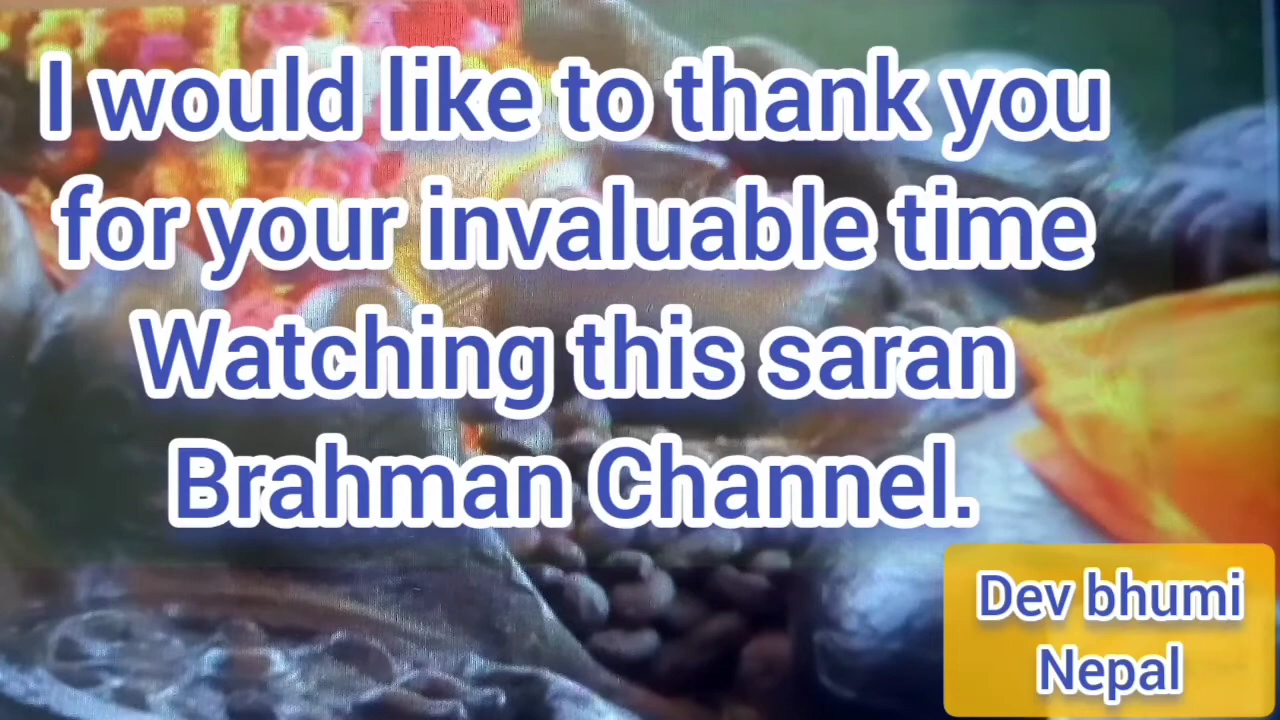 I would like to thank you
for your invaluable time
Watching this saran
Brahman Channel.
Dev bhumi
Nepal